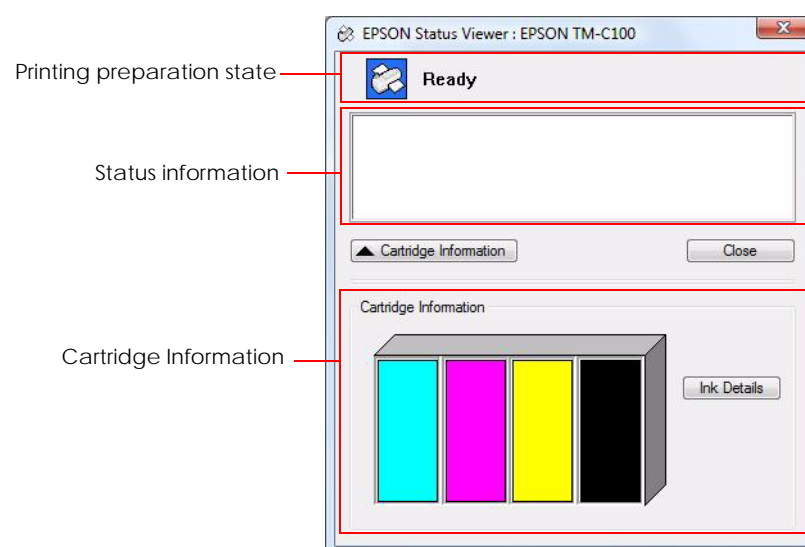 EPSON Status Viewer : EPSON TM-C100
Printing preparation state
Ready
Status information
Cartridge Information
Close
Cartridge Information
Cartridge Information
Ink Details